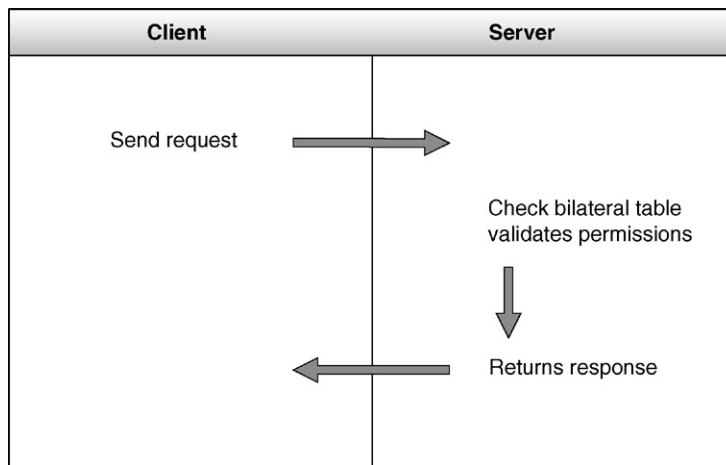 Client
Server
Send request
Check bilateral table
validates permissions
Returns response